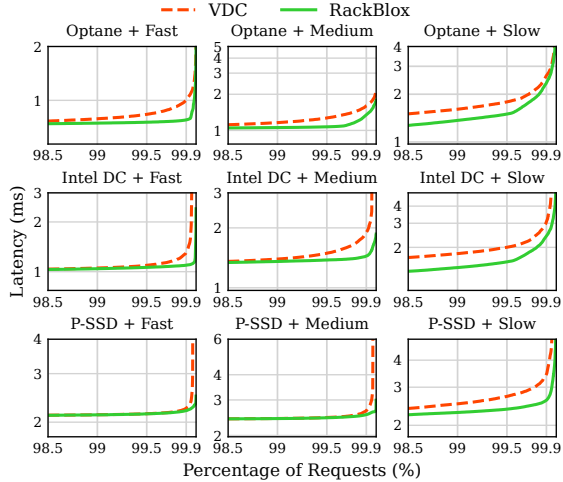 VDC RackBlox
Optane + Fast Optane + Medium Optane + Slow
2 1
5 4 3 2 1
4 3 2 1
98.5 99 99.5 99.9 98.5 99 99.5 99.9 98.5 99 99.5 99.9
Intel DC + Fast Intel DC + Medium Intel DC + Slow
Latency (ms)
3 2 1
3 2 1
4 3 2
98.5 99 99.5 99.9 98.5 99 99.5 99.9 98.5 99 99.5 99.9
P-SSD + Fast P-SSD + Medium P-SSD + Slow
4 3 2
6 5 4 3 2
4 3 2
98.5 99 99.5 99.9 98.5 99 99.5 99.9 98.5 99 99.5 99.9
Percentage of Requests (%)